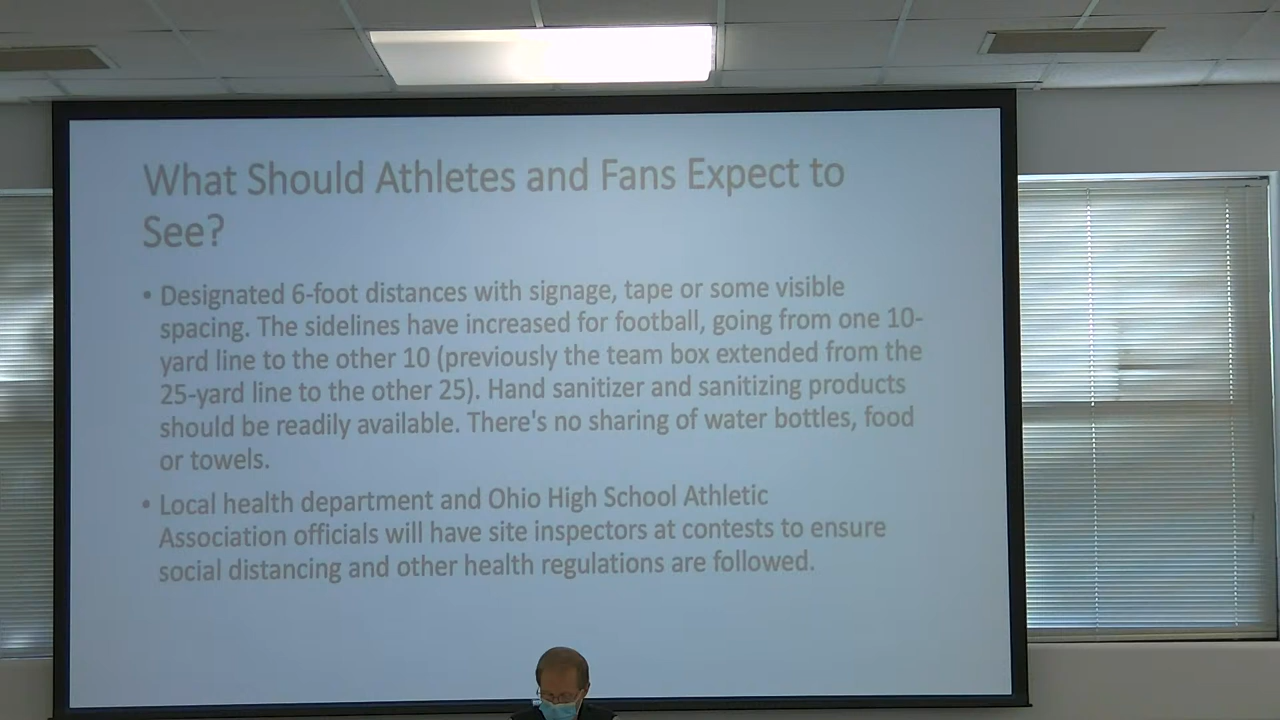 What Should Athletes and Fans Expect to
See?
• Designated 6-foot distances with signage, tape or some visible
spacing. The sidelines have increased for football, going from one 10-
yard line to the other 10 (previously the team box extended from the
25-yard line to the other 25). Hand sanitizer and sanitizing products
should be readily available. There's no sharing of water bottles, food
or towels.
• Local health department and Ohio High School Athletic
Association officials will have site inspectors at contests to ensure
social distancing and other health regulations are followed.